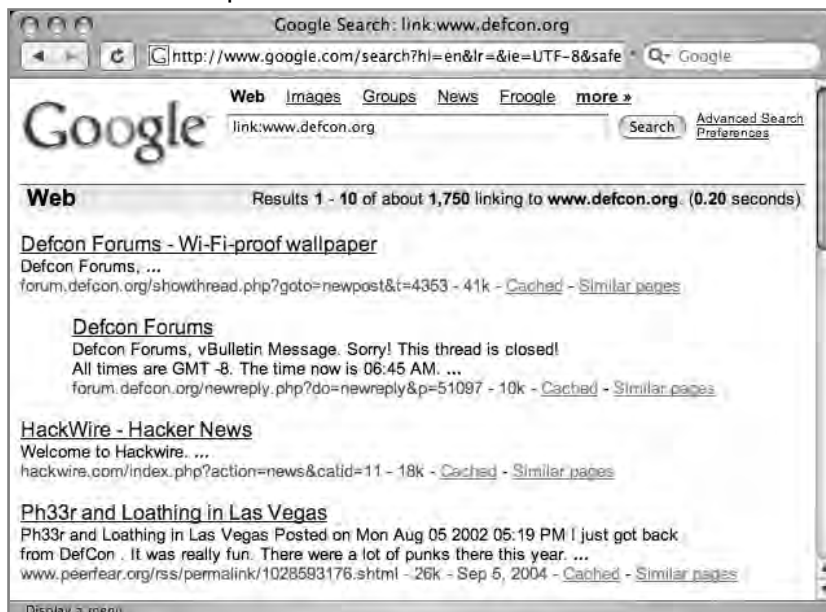 Google Search: link:www.defcon.org
http://www.google.com/search?hl=en&lr=&ie=UTF-8&safe
Google
Web Images Groups News Froogle more »
Google
link:www.defcon.org
Search
Advanced Search
Preferences
Web
Results 1 - 10 of about 1,750 linking to www.defcon.org. (0.20 seconds)
Defcon Forums - Wi-Fi-proof wallpaper
Defcon Forums, ...
forum.defcon.org/showthread.php?goto=newpost&t=4353 - 41k - Cached - Similar pages
Defcon Forums
Defcon Forums, vBulletin Message. Sorry! This thread is closed!
All times are GMT -8. The time now is 06:45 AM. ...
forum.defcon.org/newreply.php?do=newreply&p=51097 - 10k - Cached - Similar pages
HackWire - Hacker News
Welcome to Hackwire. ...
hackwire.com/index.php?action=news&catid=11 - 18k - Cached - Similar pages
Ph33r and Loathing in Las Vegas
Ph33r and Loathing in Las Vegas Posted on Mon Aug 05 2002 05:19 PM I just got back
from DefCon . It was really fun. There were a lot of punks there this year. ...
www.peerfear.org/rss/permalink/1028593176.shtml - 26k - Sep 5, 2004 - Cached - Similar pages
Display a menu